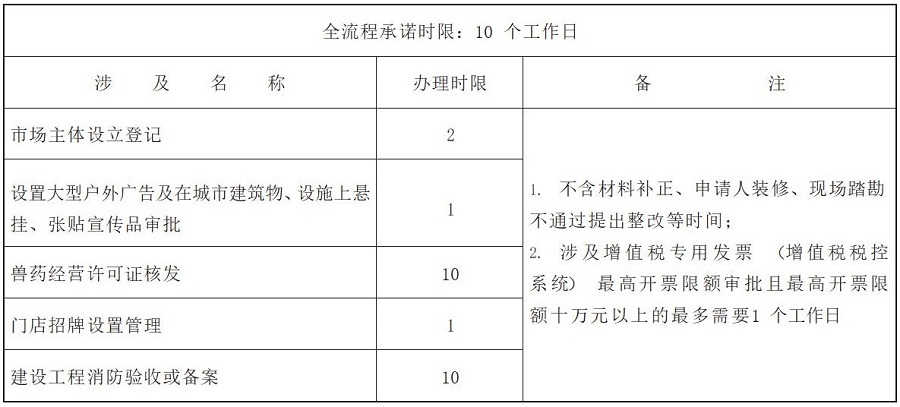 全流程承诺时限：10 个工作日
涉 及 名 称 办理时限 备 注
市场主体设立登记 2
设置大型户外广告及在城市建筑物、设施上悬
挂、张贴宣传品审批 1
兽药经营许可证核发 10
门店招牌设置管理 1
建设工程消防验收或备案 10
1. 不含材料补正、申请人装修、现场踏勘
不通过提出整改等时间；
2. 涉及增值税专用发票 （增值税税控
系统） 最高开票限额审批且最高开票限
额十万元以上的最多需要1 个工作日